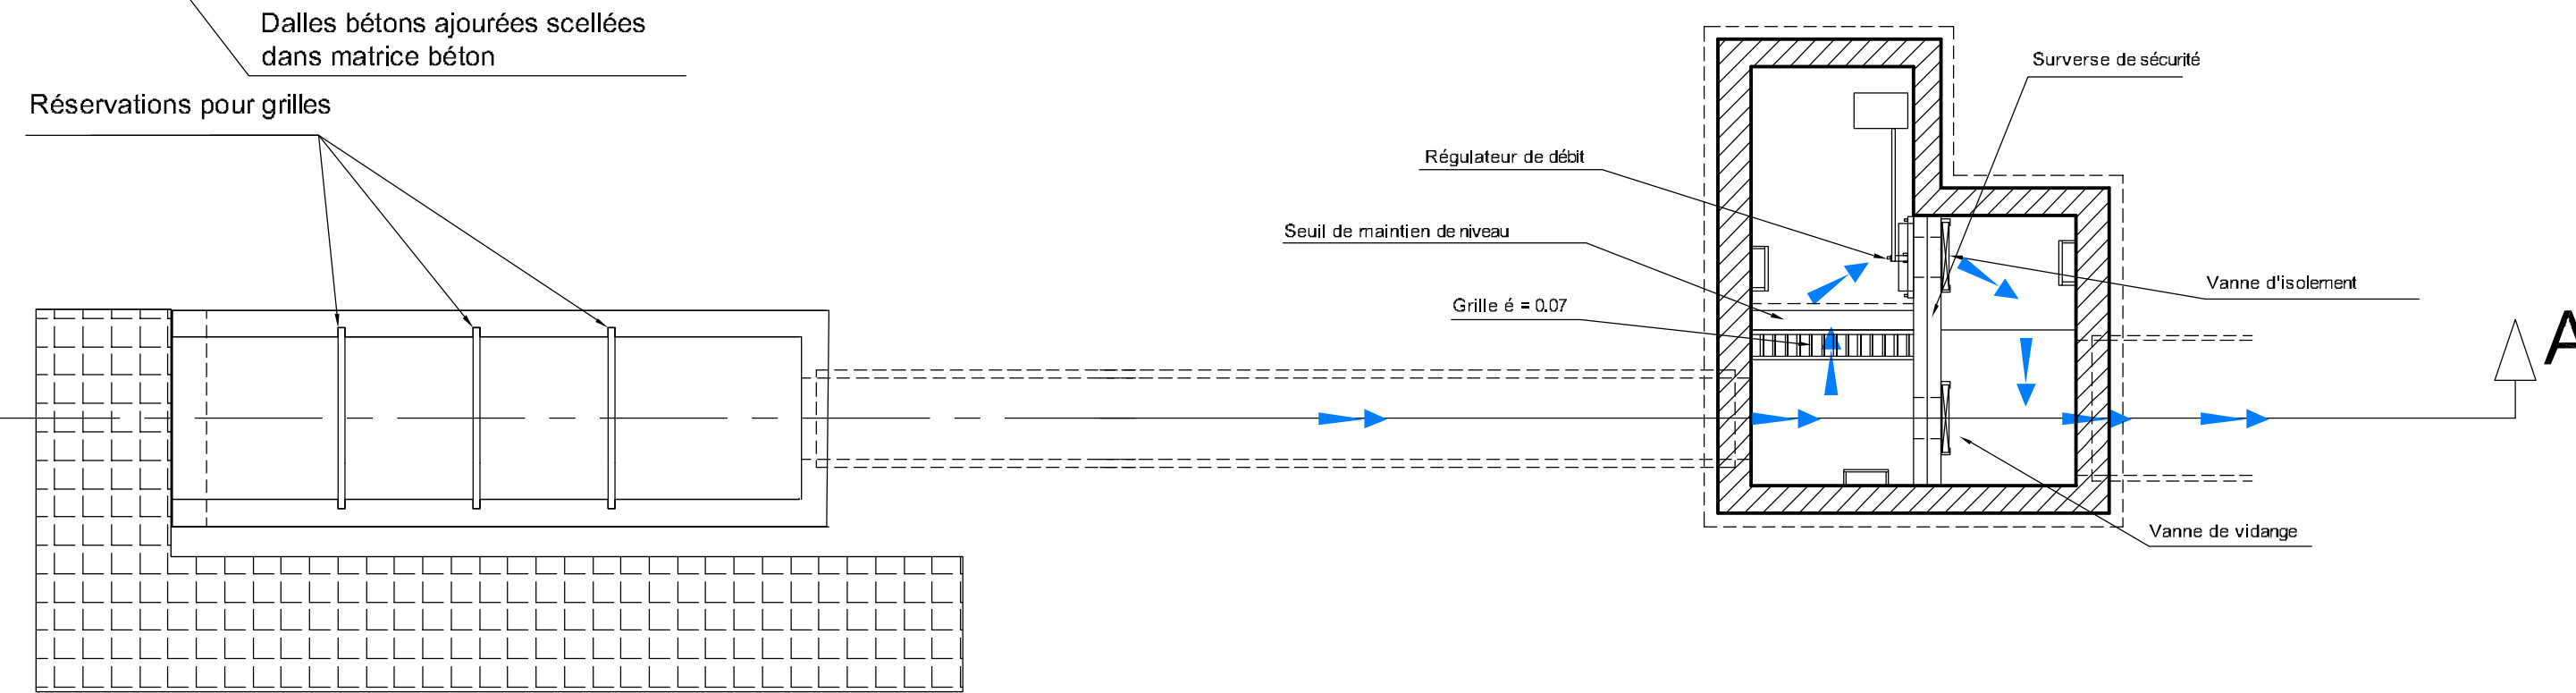 Dalles bétons ajourées scellées
dans matrice béton
Réservations pour grilles
Surverse de sécurité
Régulateur de débit
Seuil de maintien de niveau
Vanne d'isolement
Grille é = 0.07
A
Vanne de vidange